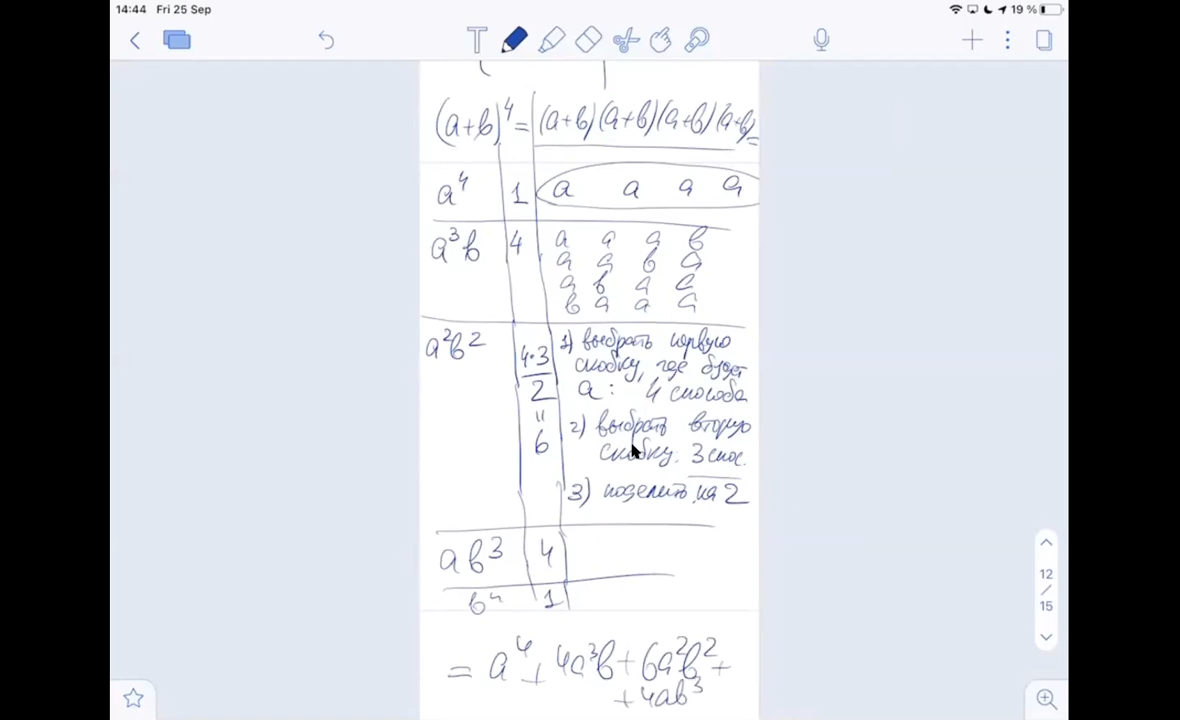 14:44 Fri 25 Sep
19 %
T
(a+b)⁴ = (a+b)(a+b)(a+b)(a+b) =
a⁴ 1 a a a a
a³b 4 a a a b
a a b a
a b a a
b a a a
a²b² 4·3/2 = 6
1) выбрать первую
скобку, где будет
a: 4 способа
2) выбрать вторую
скобку. 3 спос.
3) поделить на 2
ab³ 4
b⁴ 1
= a⁴ + 4a³b + 6a²b² +
+ 4ab³
12
/
15